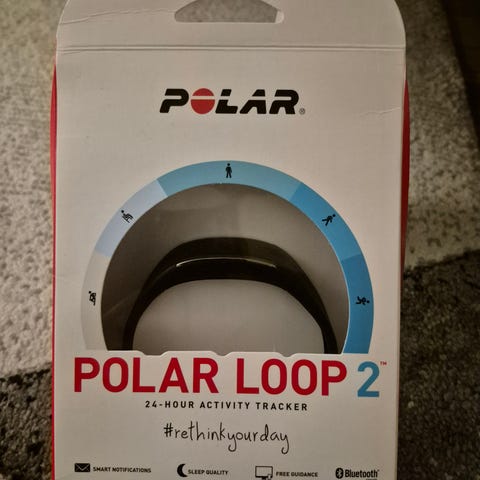 POLAR®
POLAR LOOP 2™
24-HOUR ACTIVITY TRACKER
#rethinkyourday
SMART NOTIFICATIONS SLEEP QUALITY FREE GUIDANCE Bluetooth®